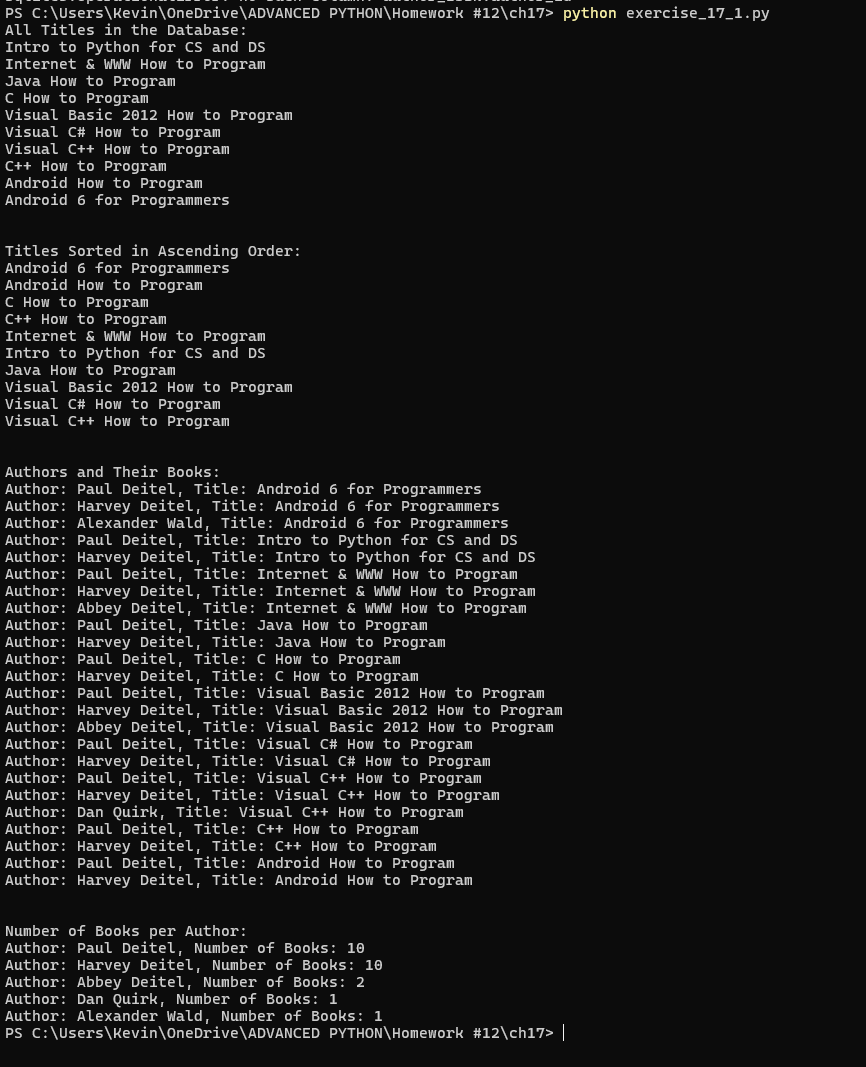 PS C:\Users\Kevin\OneDrive\ADVANCED PYTHON\Homework #12\ch17> python exercise_17_1.py
All Titles in the Database:
Intro to Python for CS and DS
Internet & WWW How to Program
Java How to Program
C How to Program
Visual Basic 2012 How to Program
Visual C# How to Program
Visual C++ How to Program
C++ How to Program
Android How to Program
Android 6 for Programmers
Titles Sorted in Ascending Order:
Android 6 for Programmers
Android How to Program
C How to Program
C++ How to Program
Internet & WWW How to Program
Intro to Python for CS and DS
Java How to Program
Visual Basic 2012 How to Program
Visual C# How to Program
Visual C++ How to Program
Authors and Their Books:
Author: Paul Deitel, Title: Android 6 for Programmers
Author: Harvey Deitel, Title: Android 6 for Programmers
Author: Alexander Wald, Title: Android 6 for Programmers
Author: Paul Deitel, Title: Intro to Python for CS and DS
Author: Harvey Deitel, Title: Intro to Python for CS and DS
Author: Paul Deitel, Title: Internet & WWW How to Program
Author: Harvey Deitel, Title: Internet & WWW How to Program
Author: Abbey Deitel, Title: Internet & WWW How to Program
Author: Paul Deitel, Title: Java How to Program
Author: Harvey Deitel, Title: Java How to Program
Author: Paul Deitel, Title: C How to Program
Author: Harvey Deitel, Title: C How to Program
Author: Paul Deitel, Title: Visual Basic 2012 How to Program
Author: Harvey Deitel, Title: Visual Basic 2012 How to Program
Author: Abbey Deitel, Title: Visual Basic 2012 How to Program
Author: Paul Deitel, Title: Visual C# How to Program
Author: Harvey Deitel, Title: Visual C# How to Program
Author: Paul Deitel, Title: Visual C++ How to Program
Author: Harvey Deitel, Title: Visual C++ How to Program
Author: Dan Quirk, Title: Visual C++ How to Program
Author: Paul Deitel, Title: C++ How to Program
Author: Harvey Deitel, Title: C++ How to Program
Author: Paul Deitel, Title: Android How to Program
Author: Harvey Deitel, Title: Android How to Program
Number of Books per Author:
Author: Paul Deitel, Number of Books: 10
Author: Harvey Deitel, Number of Books: 10
Author: Abbey Deitel, Number of Books: 2
Author: Dan Quirk, Number of Books: 1
Author: Alexander Wald, Number of Books: 1
PS C:\Users\Kevin\OneDrive\ADVANCED PYTHON\Homework #12\ch17>